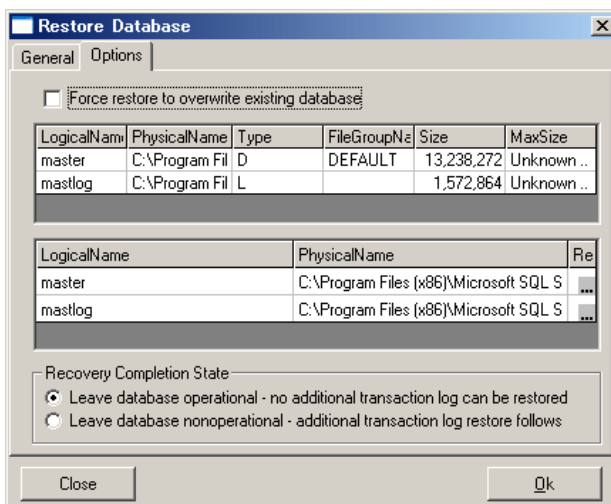 Restore Database
General Options
Force restore to overwrite existing database
LogicalName PhysicalName Type FileGroupNa Size MaxSize
master C:\Program Fil D DEFAULT 13,238,272 Unknown ..
mastlog C:\Program Fil L 1,572,864 Unknown ..
LogicalName PhysicalName Re
master C:\Program Files (x86)\Microsoft SQL S ...
mastlog C:\Program Files (x86)\Microsoft SQL S ...
Recovery Completion State
Leave database operational - no additional transaction log can be restored
Leave database nonoperational - additional transaction log restore follows
Close Ok